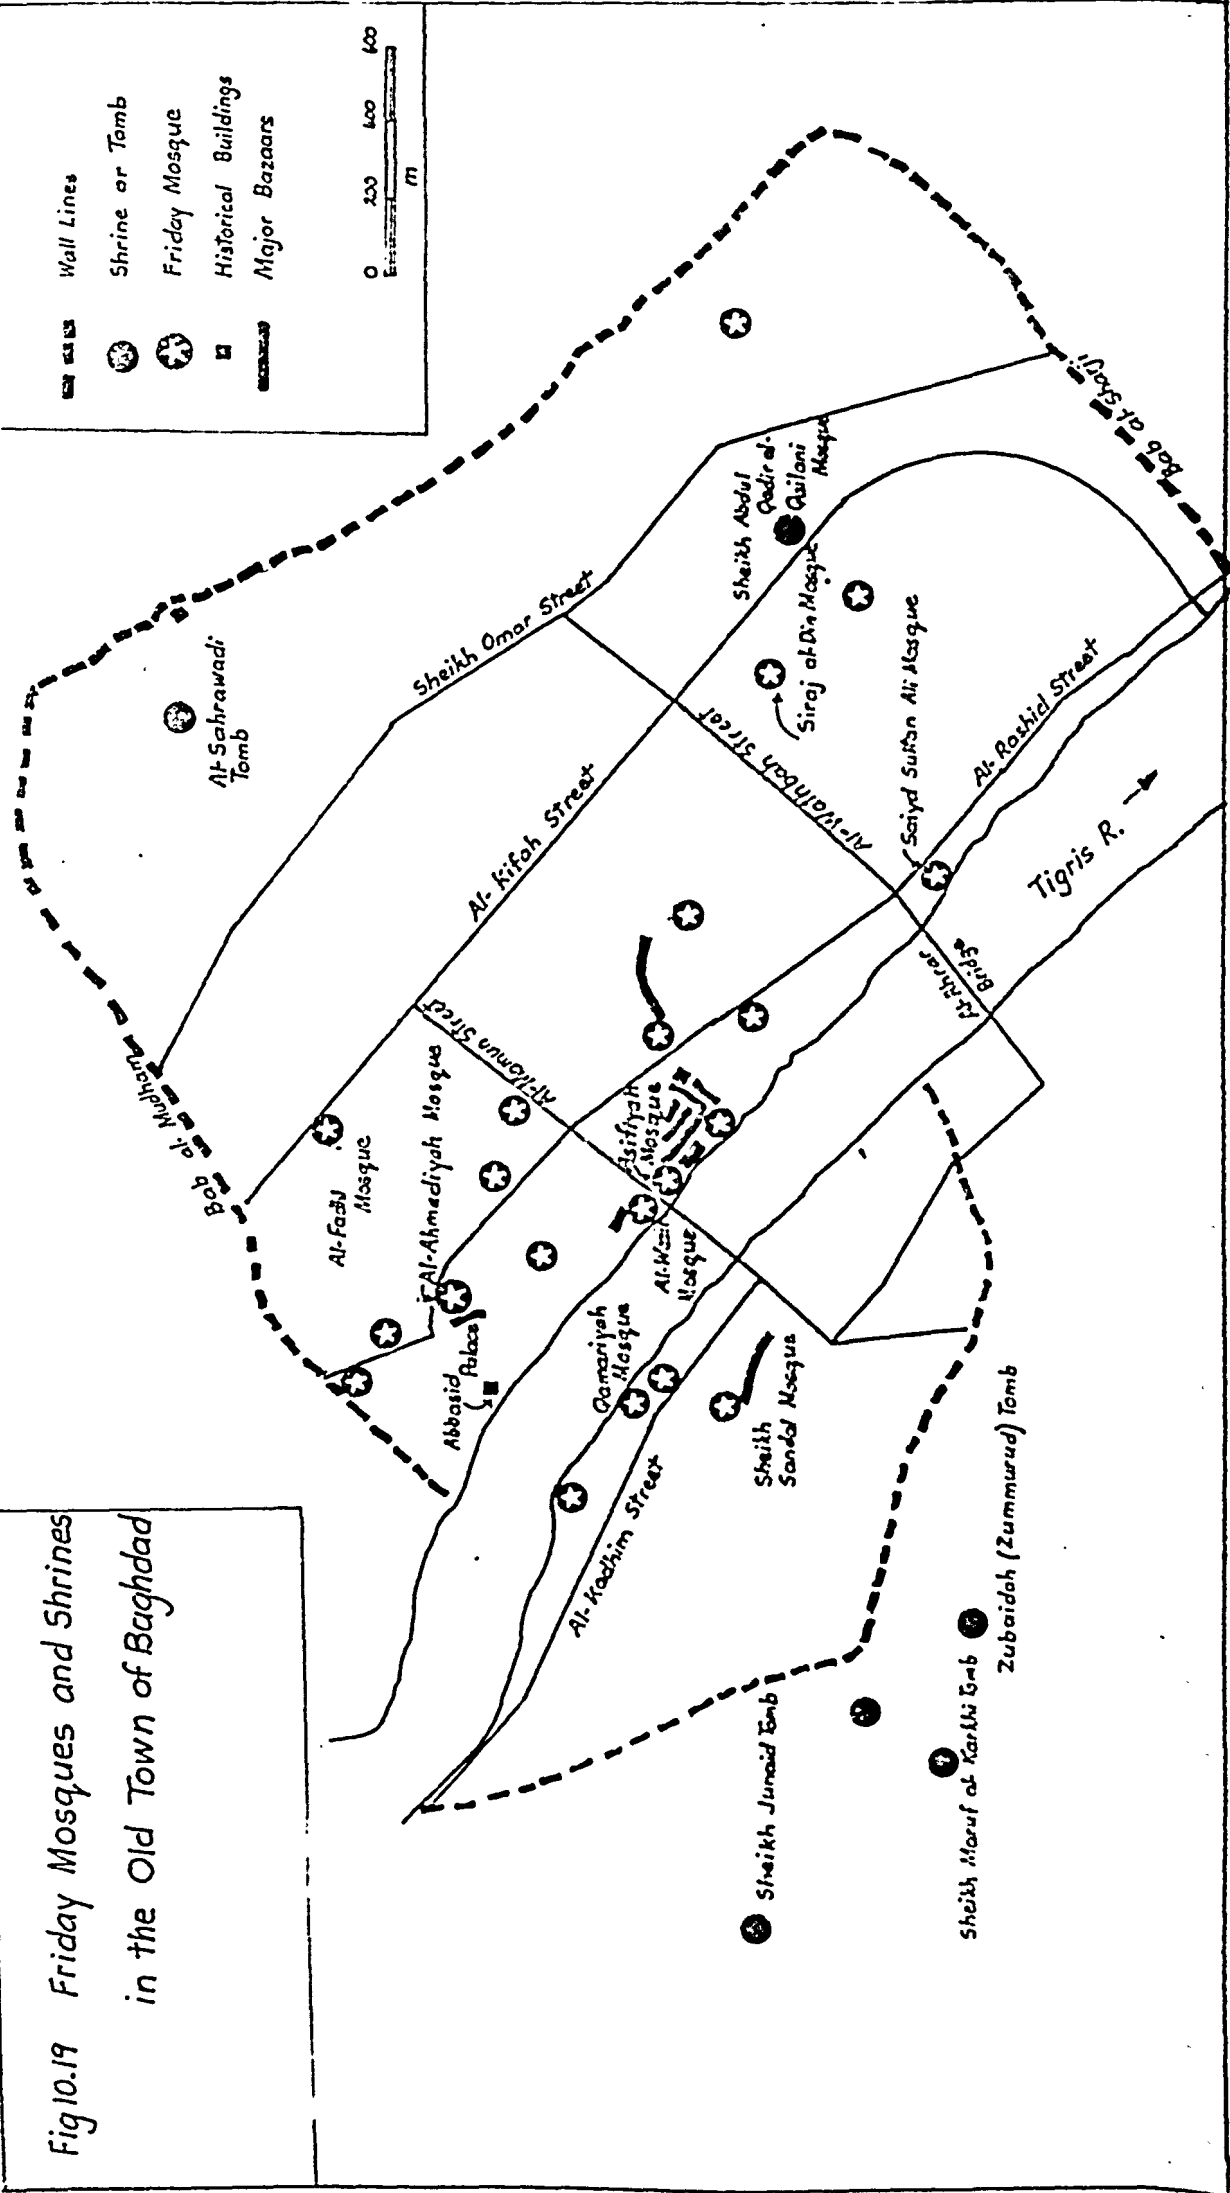 Fig 10.19 Friday Mosques and Shrines
in the Old Town of Baghdad
Wall Lines
Shrine or Tomb
Friday Mosque
Historical Buildings
Major Bazaars
0 200 400 600
m
Bab al. Mudham
Al-Sahrawadi
Tomb
Sheikh Omar Street
Al-Kifah Street
Al-Fadhl
Mosque
Al-Ahmadiyah Mosque
Al-Mamun Street
Abbasid
Palace
Asifiyah
Mosque
Al-Wazir
Mosque
Qamariyah
Mosque
Sheikh
Sandal Mosque
Al-Kadhim Street
Al-Wathbah Street
Sheikh Abdul
Qadir al-
Quilani
Mosque
Siraj al-Din Mosque
Saiyd Sultan Ali Mosque
Al-Rashid Street
Bab al-Sharji
Tigris R.
Al-Ahrar
Bridge
Sheikh Junaid Tomb
Sheikh Maruf al-Karkhi Tomb
Zubaidah (Zummurud) Tomb